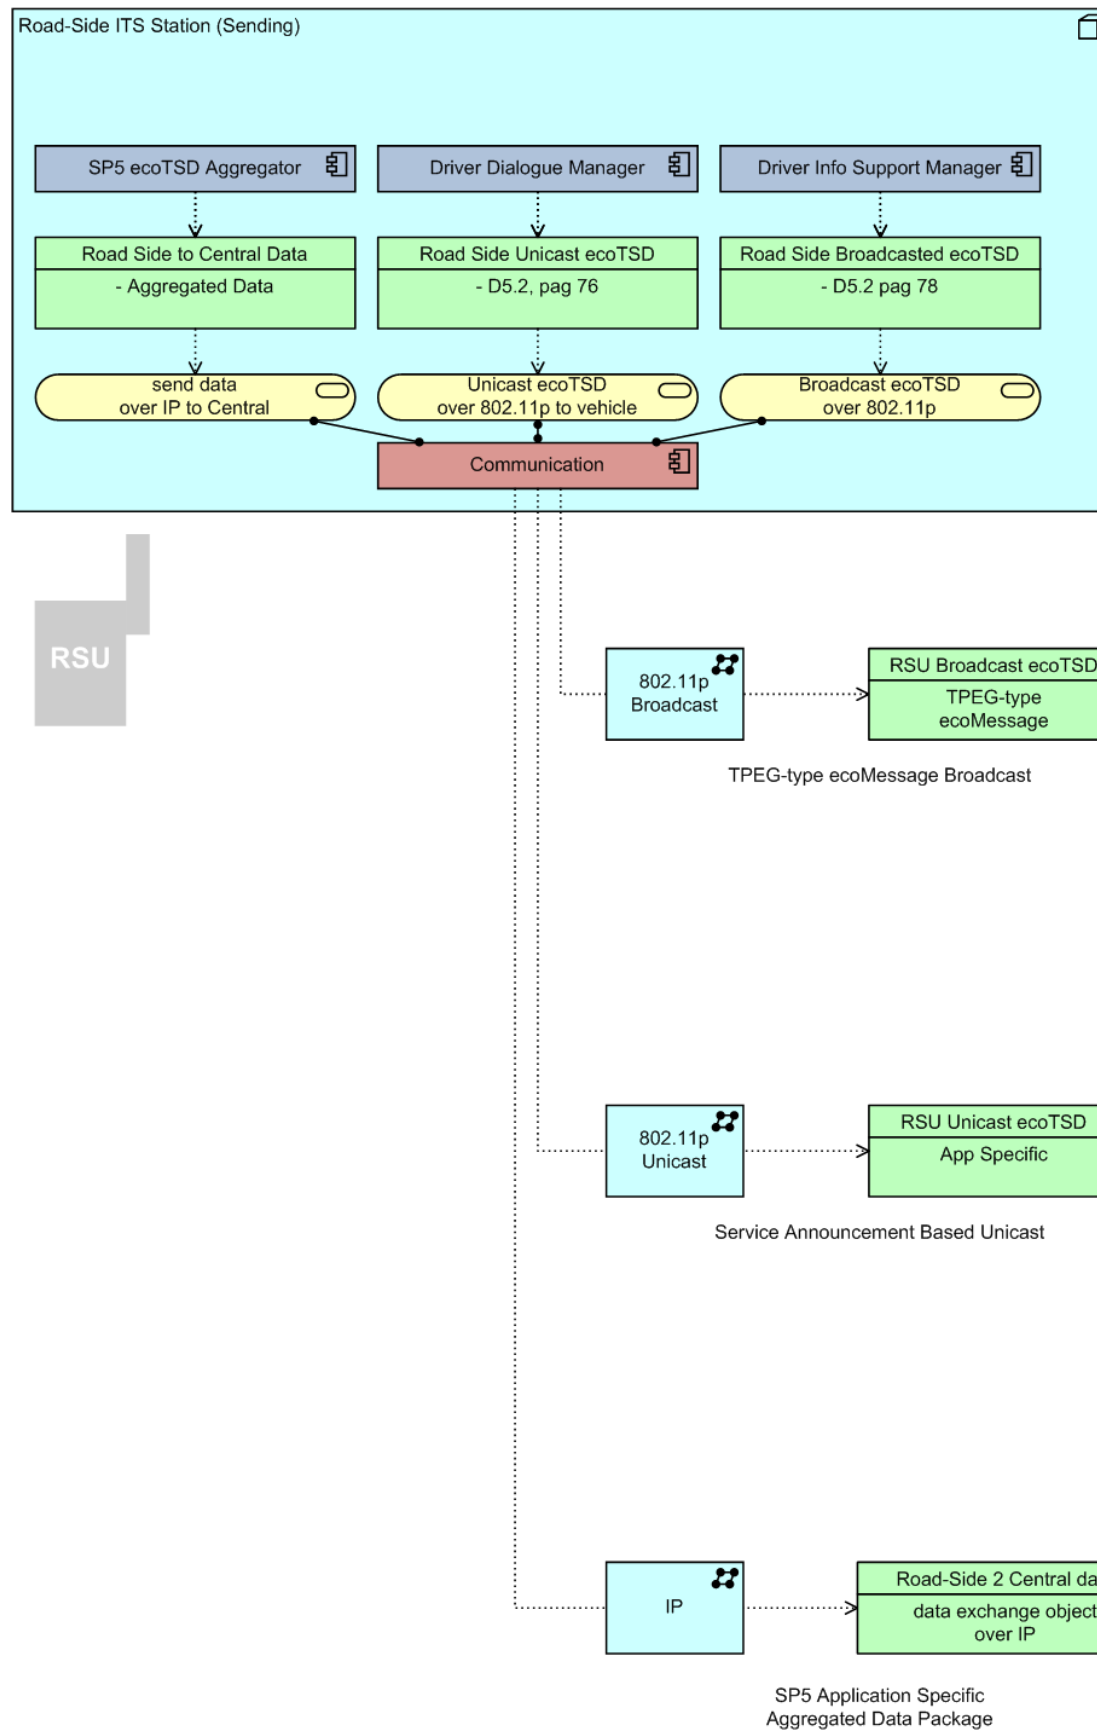 Road-Side ITS Station (Sending)
SP5 ecoTSD Aggregator
Driver Dialogue Manager
Driver Info Support Manager
Road Side to Central Data
- Aggregated Data
Road Side Unicast ecoTSD
- D5.2, pag 76
Road Side Broadcasted ecoTSD
- D5.2 pag 78
send data
over IP to Central
Unicast ecoTSD
over 802.11p to vehicle
Broadcast ecoTSD
over 802.11p
Communication
RSU
802.11p
Broadcast
RSU Broadcast ecoTSD
TPEG-type
ecoMessage
TPEG-type ecoMessage Broadcast
802.11p
Unicast
RSU Unicast ecoTSD
App Specific
Service Announcement Based Unicast
IP
Road-Side 2 Central da
data exchange object
over IP
SP5 Application Specific
Aggregated Data Package